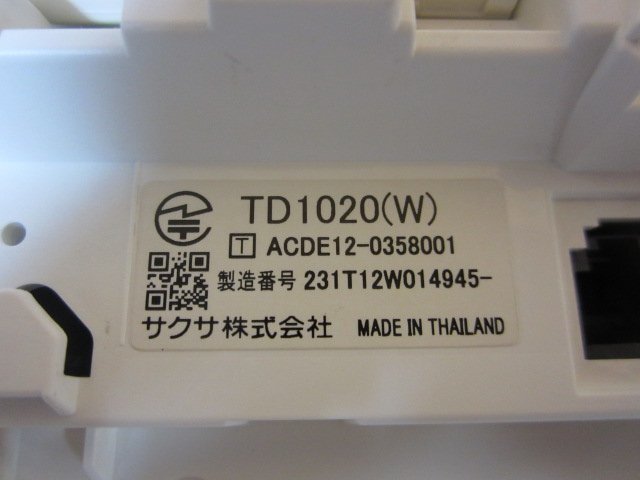 TD1020(W)
T ACDE12-0358001
製造番号 231T12W014945-
サクサ株式会社 MADE IN THAILAND